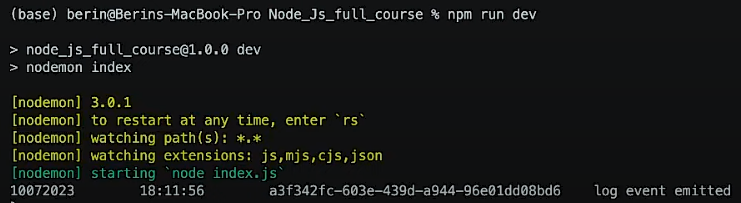 (base) berin@Berins-MacBook-Pro Node_Js_full_course % npm run dev
> node_js_full_course@1.0.0 dev
> nodemon index
[nodemon] 3.0.1
[nodemon] to restart at any time, enter `rs`
[nodemon] watching path(s): *.*
[nodemon] watching extensions: js,mjs,cjs,json
[nodemon] starting `node index.js`
10072023 18:11:56 a3f342fc-603e-439d-a944-96e01dd08bd6 log event emitted